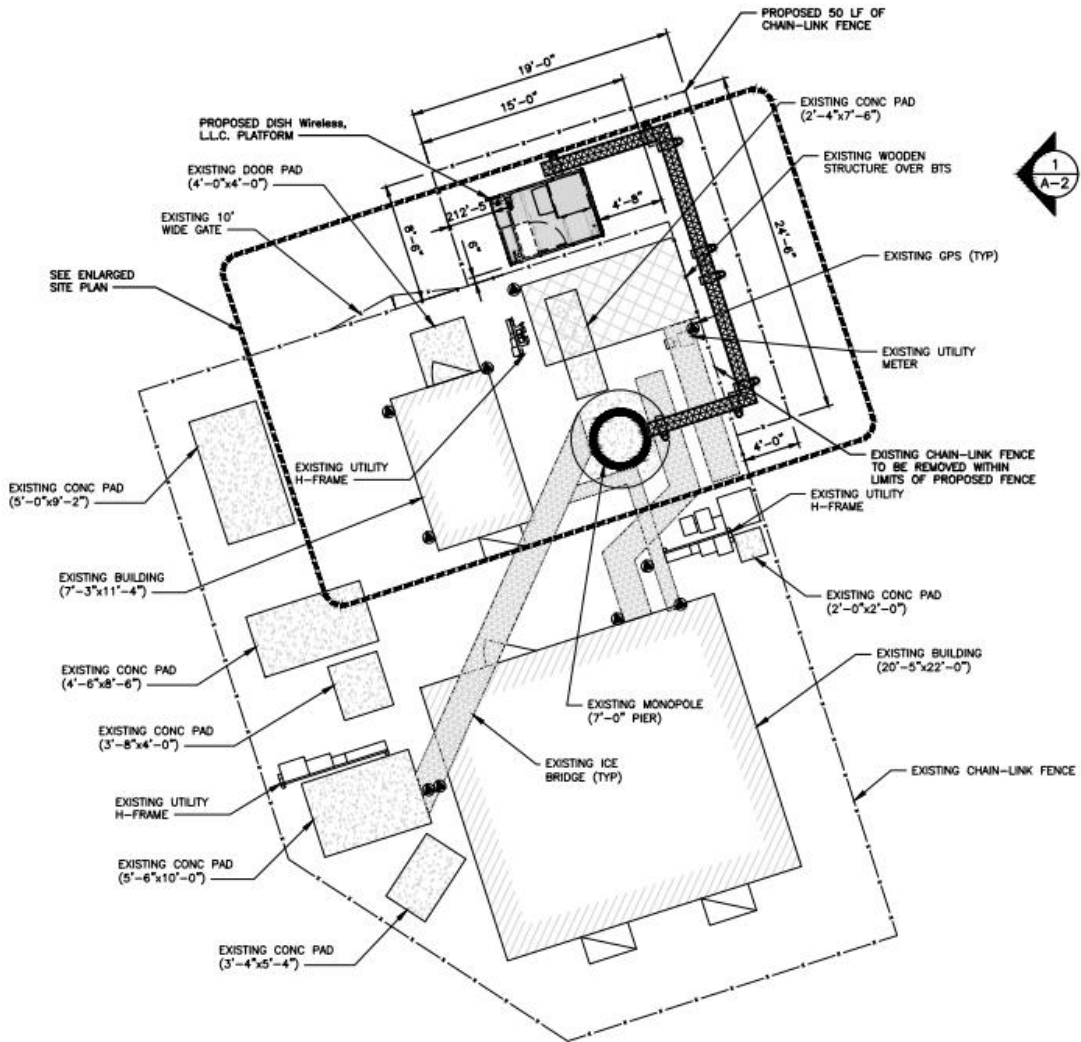 PROPOSED 50 LF OF
CHAIN-LINK FENCE
19'-0"
15'-0"
EXISTING CONC PAD
(2'-4"x7'-6")
PROPOSED DISH Wireless,
L.L.C. PLATFORM
EXISTING WOODEN
STRUCTURE OVER BTS
1
A-2
EXISTING DOOR PAD
(4'-0"x4'-0")
212'-5"
4'-8"
8'-6"
6"
24'-6"
EXISTING 10'
WIDE GATE
EXISTING GPS (TYP)
SEE ENLARGED
SITE PLAN
EXISTING UTILITY
METER
4'-0"
EXISTING UTILITY
H-FRAME
EXISTING CHAIN-LINK FENCE
TO BE REMOVED WITHIN
LIMITS OF PROPOSED FENCE
EXISTING CONC PAD
(5'-0"x9'-2")
EXISTING UTILITY
H-FRAME
EXISTING BUILDING
(7'-3"x11'-4")
EXISTING CONC PAD
(2'-0"x2'-0")
EXISTING BUILDING
(20'-5"x22'-0")
EXISTING CONC PAD
(4'-6"x8'-6")
EXISTING MONOPOLE
(7'-0" PIER)
EXISTING CONC PAD
(3'-8"x4'-0")
EXISTING ICE
BRIDGE (TYP)
EXISTING CHAIN-LINK FENCE
EXISTING UTILITY
H-FRAME
EXISTING CONC PAD
(5'-6"x10'-0")
EXISTING CONC PAD
(3'-4"x5'-4")